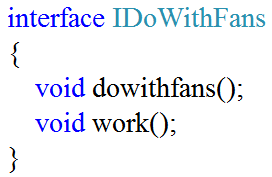 interface IDoWithFans
{
    void dowithfans();
    void work();
}